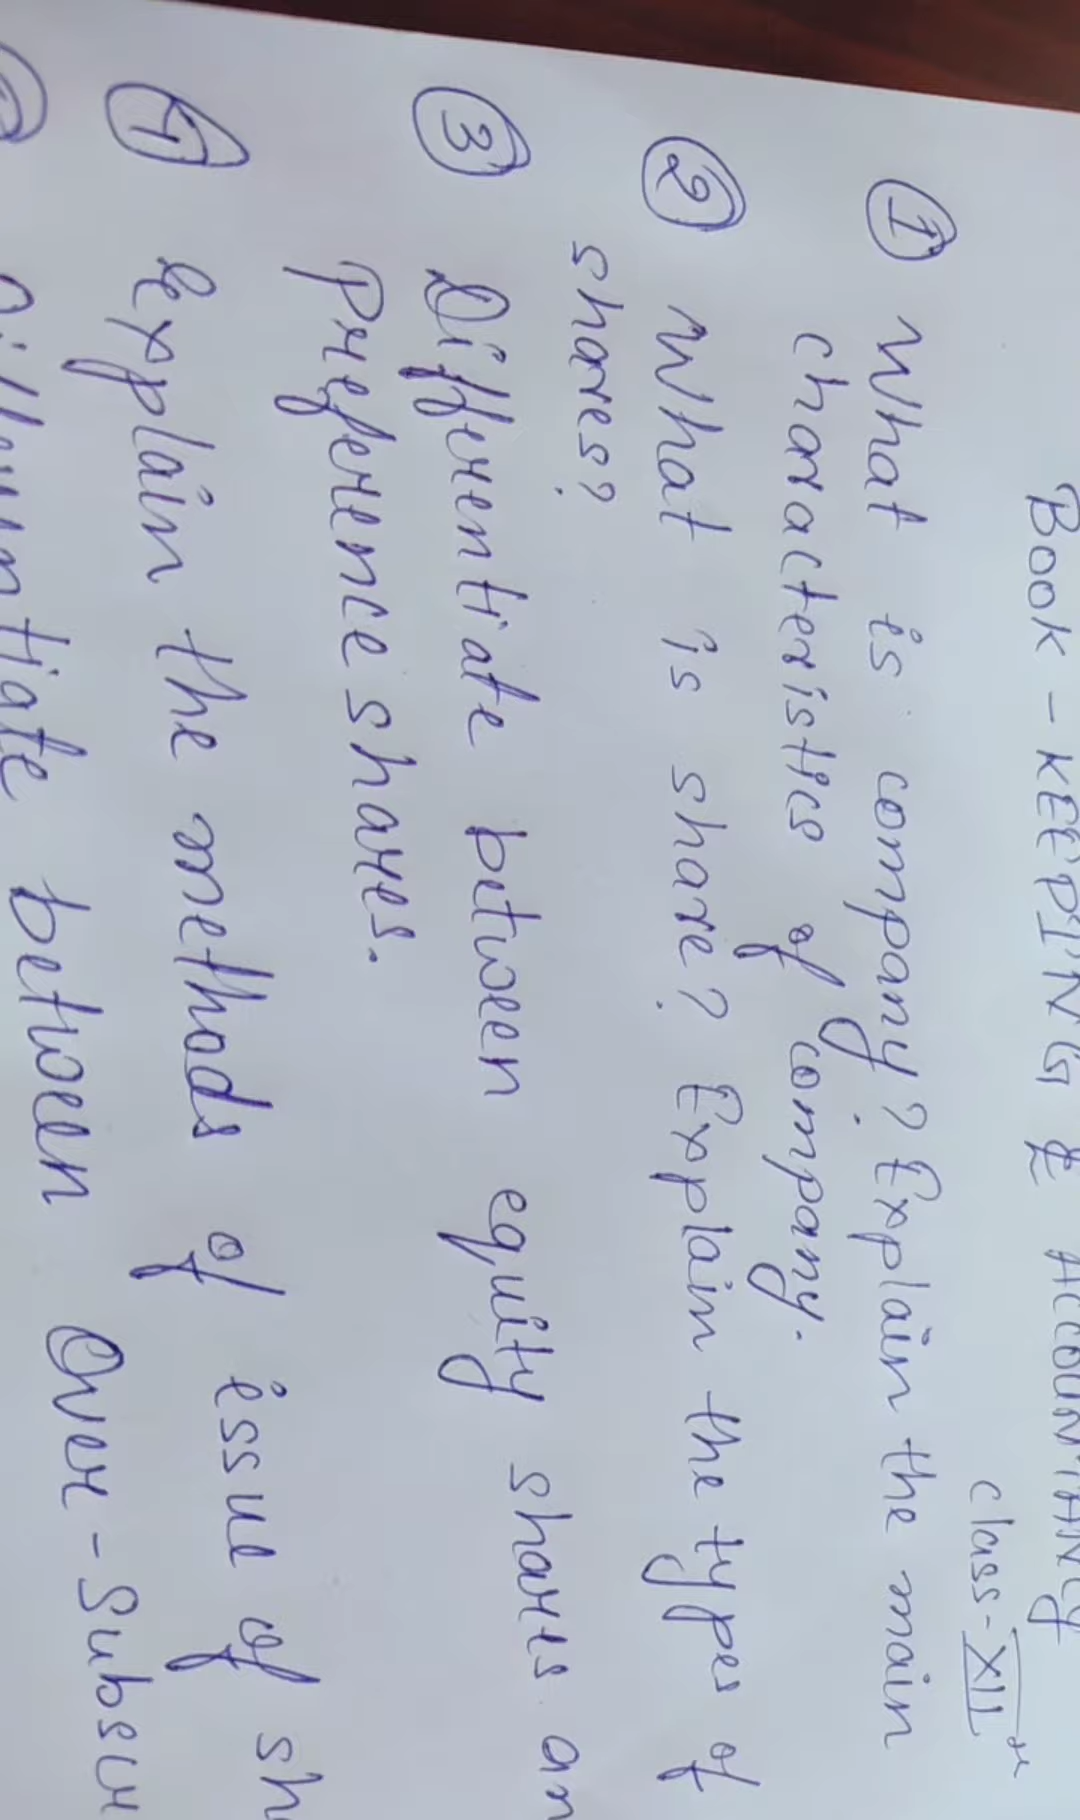 BOOK-KEEPING & ACCOUNTANCY
class-XII
① What is company? Explain the main
characteristics of company.
② What is share? Explain the types of
shares?
③ Differentiate between equity shares an
Preference shares.
④ Explain the methods of issue of sh
Differentiate between Over-Subscr